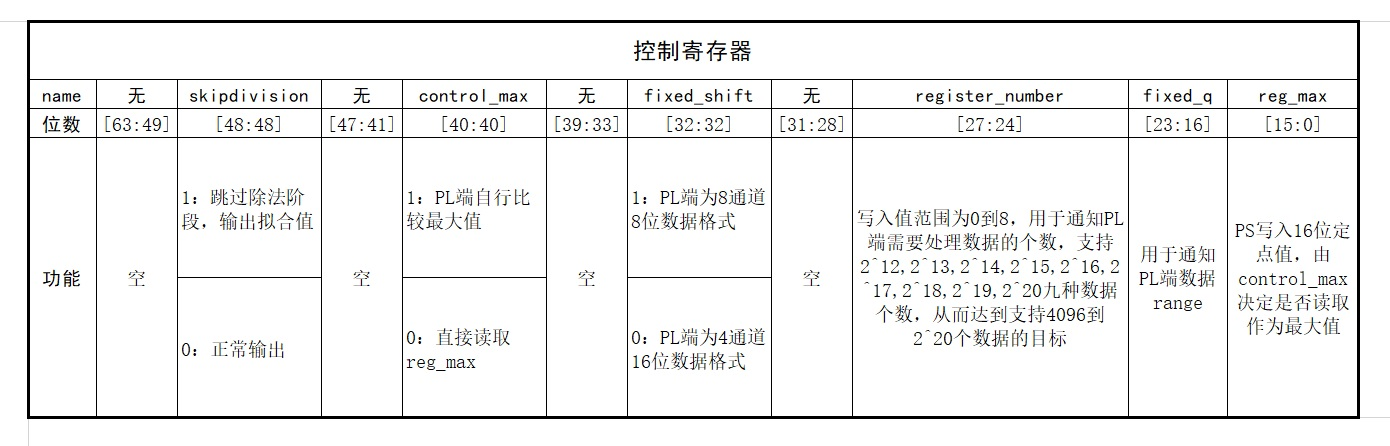 控制寄存器
name 无 skipdivision 无 control_max 无 fixed_shift 无 register_number fixed_q reg_max
位数 [63:49] [48:48] [47:41] [40:40] [39:33] [32:32] [31:28] [27:24] [23:16] [15:0]
功能
空
1：跳过除法阶
段，输出拟合值
0：正常输出
空
1：PL端自行比
较最大值
0：直接读取
reg_max
空
1：PL端为8通道
8位数据格式
0：PL端为4通道
16位数据格式
空
写入值范围为0到8，用于通知PL
端需要处理数据的个数，支持
2^12,2^13,2^14,2^15,2^16,2
^17,2^18,2^19,2^20九种数据
个数，从而达到支持4096到
2^20个数据的目标
用于通知
PL端数据
range
PS写入16位定
点值，由
control_max
决定是否读取
作为最大值